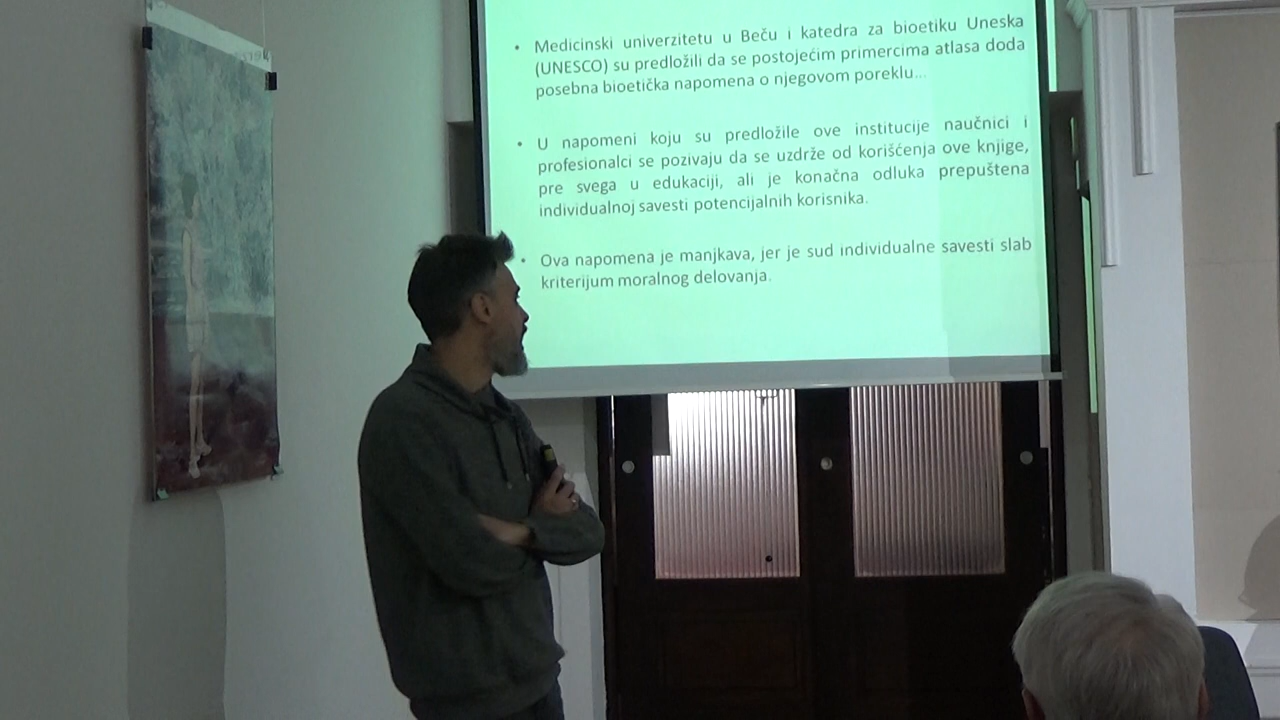 • Medicinski univerzitetu u Beču i katedra za bioetiku Uneska
(UNESCO) su predložili da se postojećim primercima atlasa doda
posebna bioetička napomena o njegovom poreklu...
• U napomeni koju su predložile ove institucije naučnici i
profesionalci se pozivaju da se uzdrže od korišćenja ove knjige,
pre svega u edukaciji, ali je konačna odluka prepuštena
individualnoj savesti potencijalnih korisnika.
• Ova napomena je manjkava, jer je sud individualne savesti slab
kriterijum moralnog delovanja.